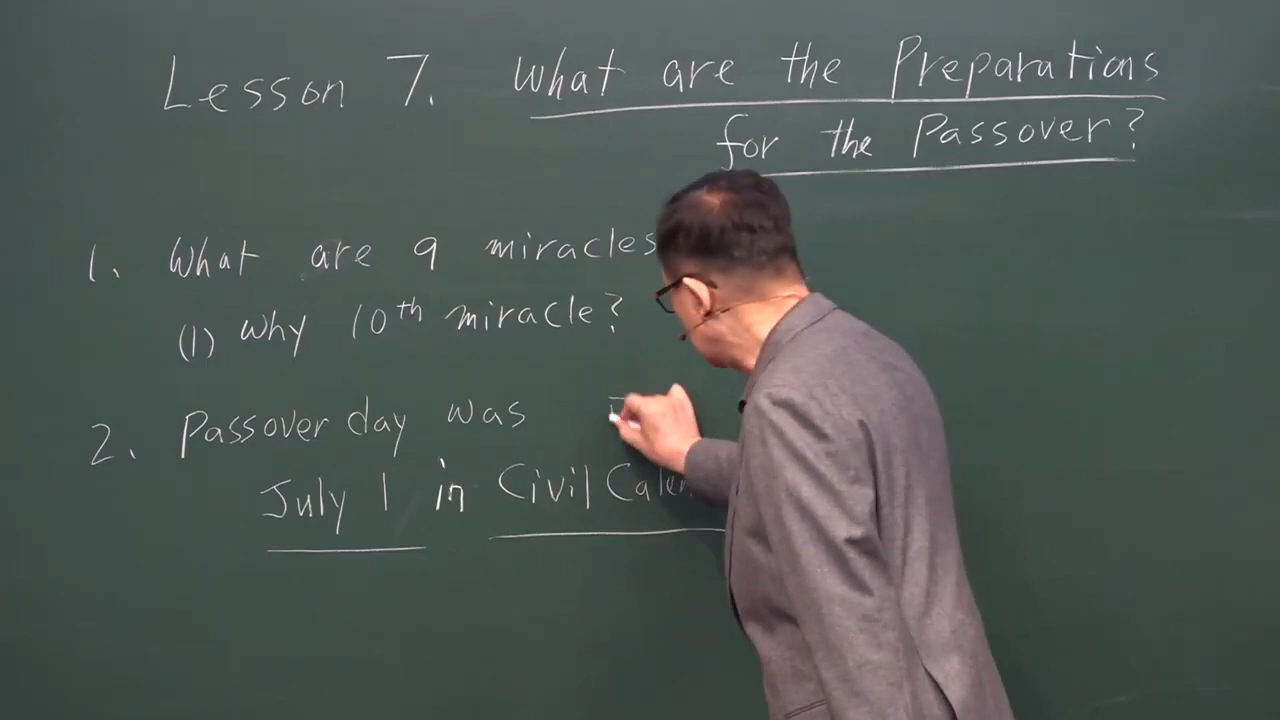 Lesson 7. What are the Preparations
for the Passover?
1. What are 9 miracles
(1) Why 10th miracle?
2. Passover day was
July 1 in Civil